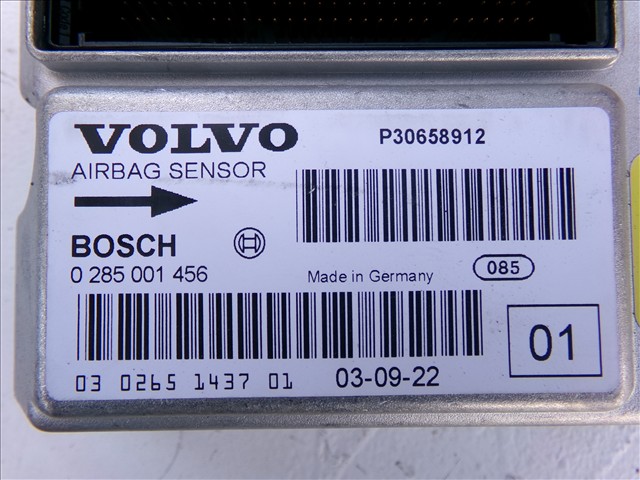 VOLVO
P30658912
AIRBAG SENSOR
BOSCH
0 285 001 456
Made in Germany
085
01
03 0265 1437 01
03-09-22